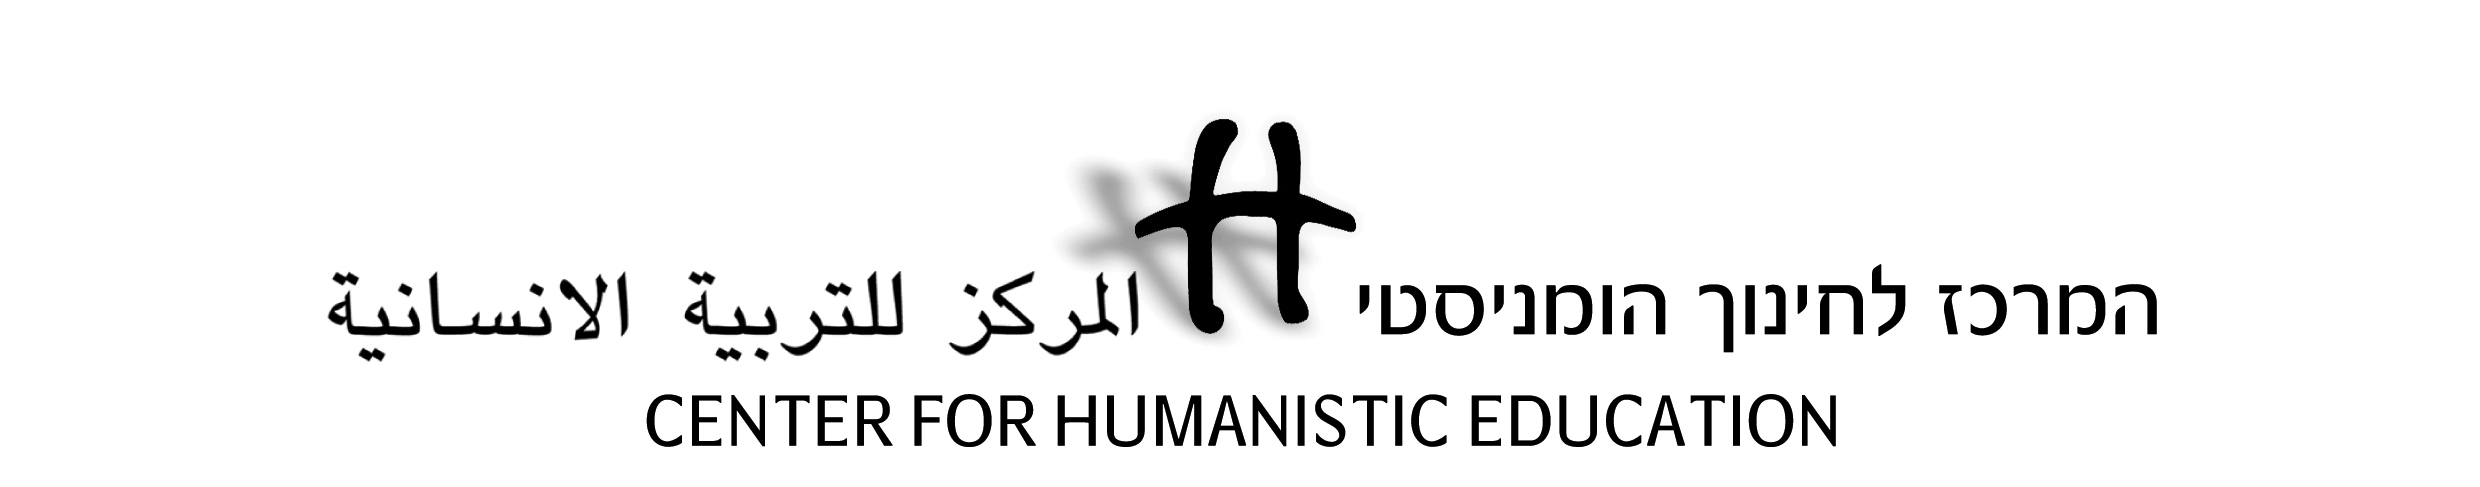 המרכז לחינוך הומניסטי H المركز للتربية الانسانية
CENTER FOR HUMANISTIC EDUCATION